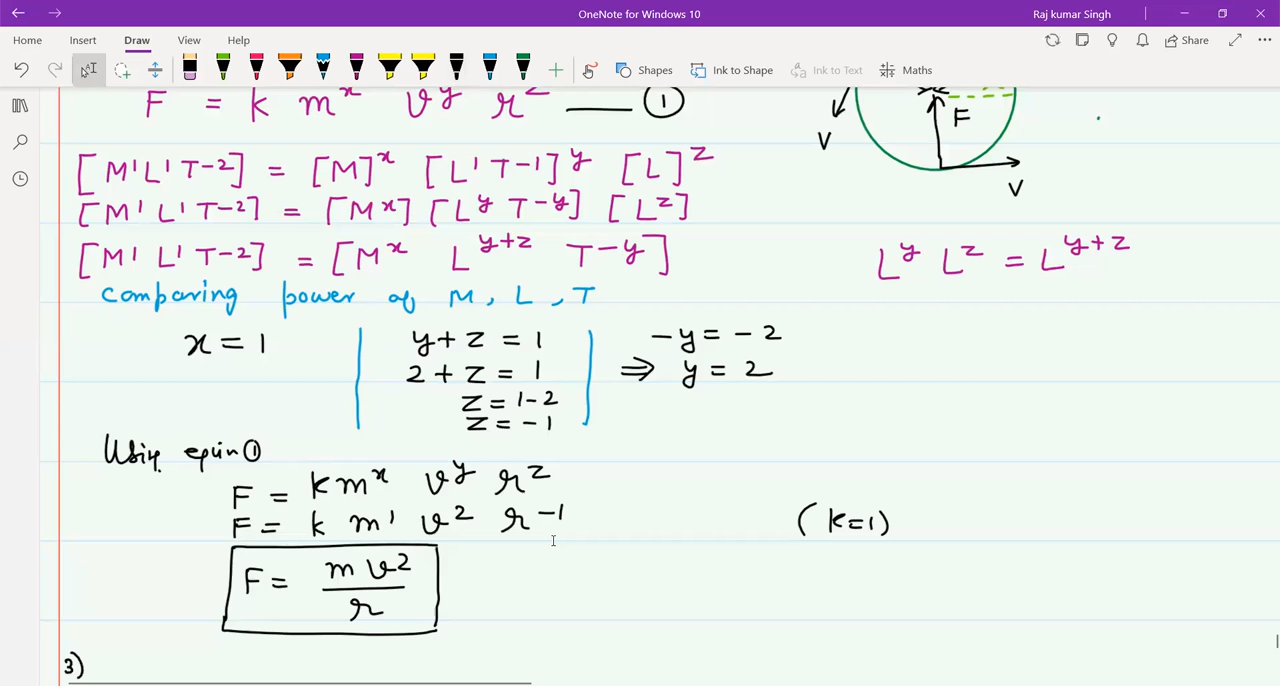 OneNote for Windows 10
Raj kumar Singh
Home Insert Draw View Help
Share
Shapes Ink to Shape Ink to Text Maths
F = k m^x v^y r^z ——— ①
F
V
V
[M¹L¹T-2] = [M]^x [L¹T-1]^y [L]^z
[M¹L¹T-2] = [Mx] [L^y T-y] [L^z]
[M¹L¹T-2] = [M^x L^y+z T-y]
L^y L^z = L^y+z
Comparing power of M, L, T
x = 1
y+z = 1
2+z = 1
z = 1-2
z = -1
-y = -2
⇒ y = 2
Using eqn ①
F = k m^x v^y r^z
F = k m¹ v² r⁻¹
(k=1)
F = mv²/r
3)